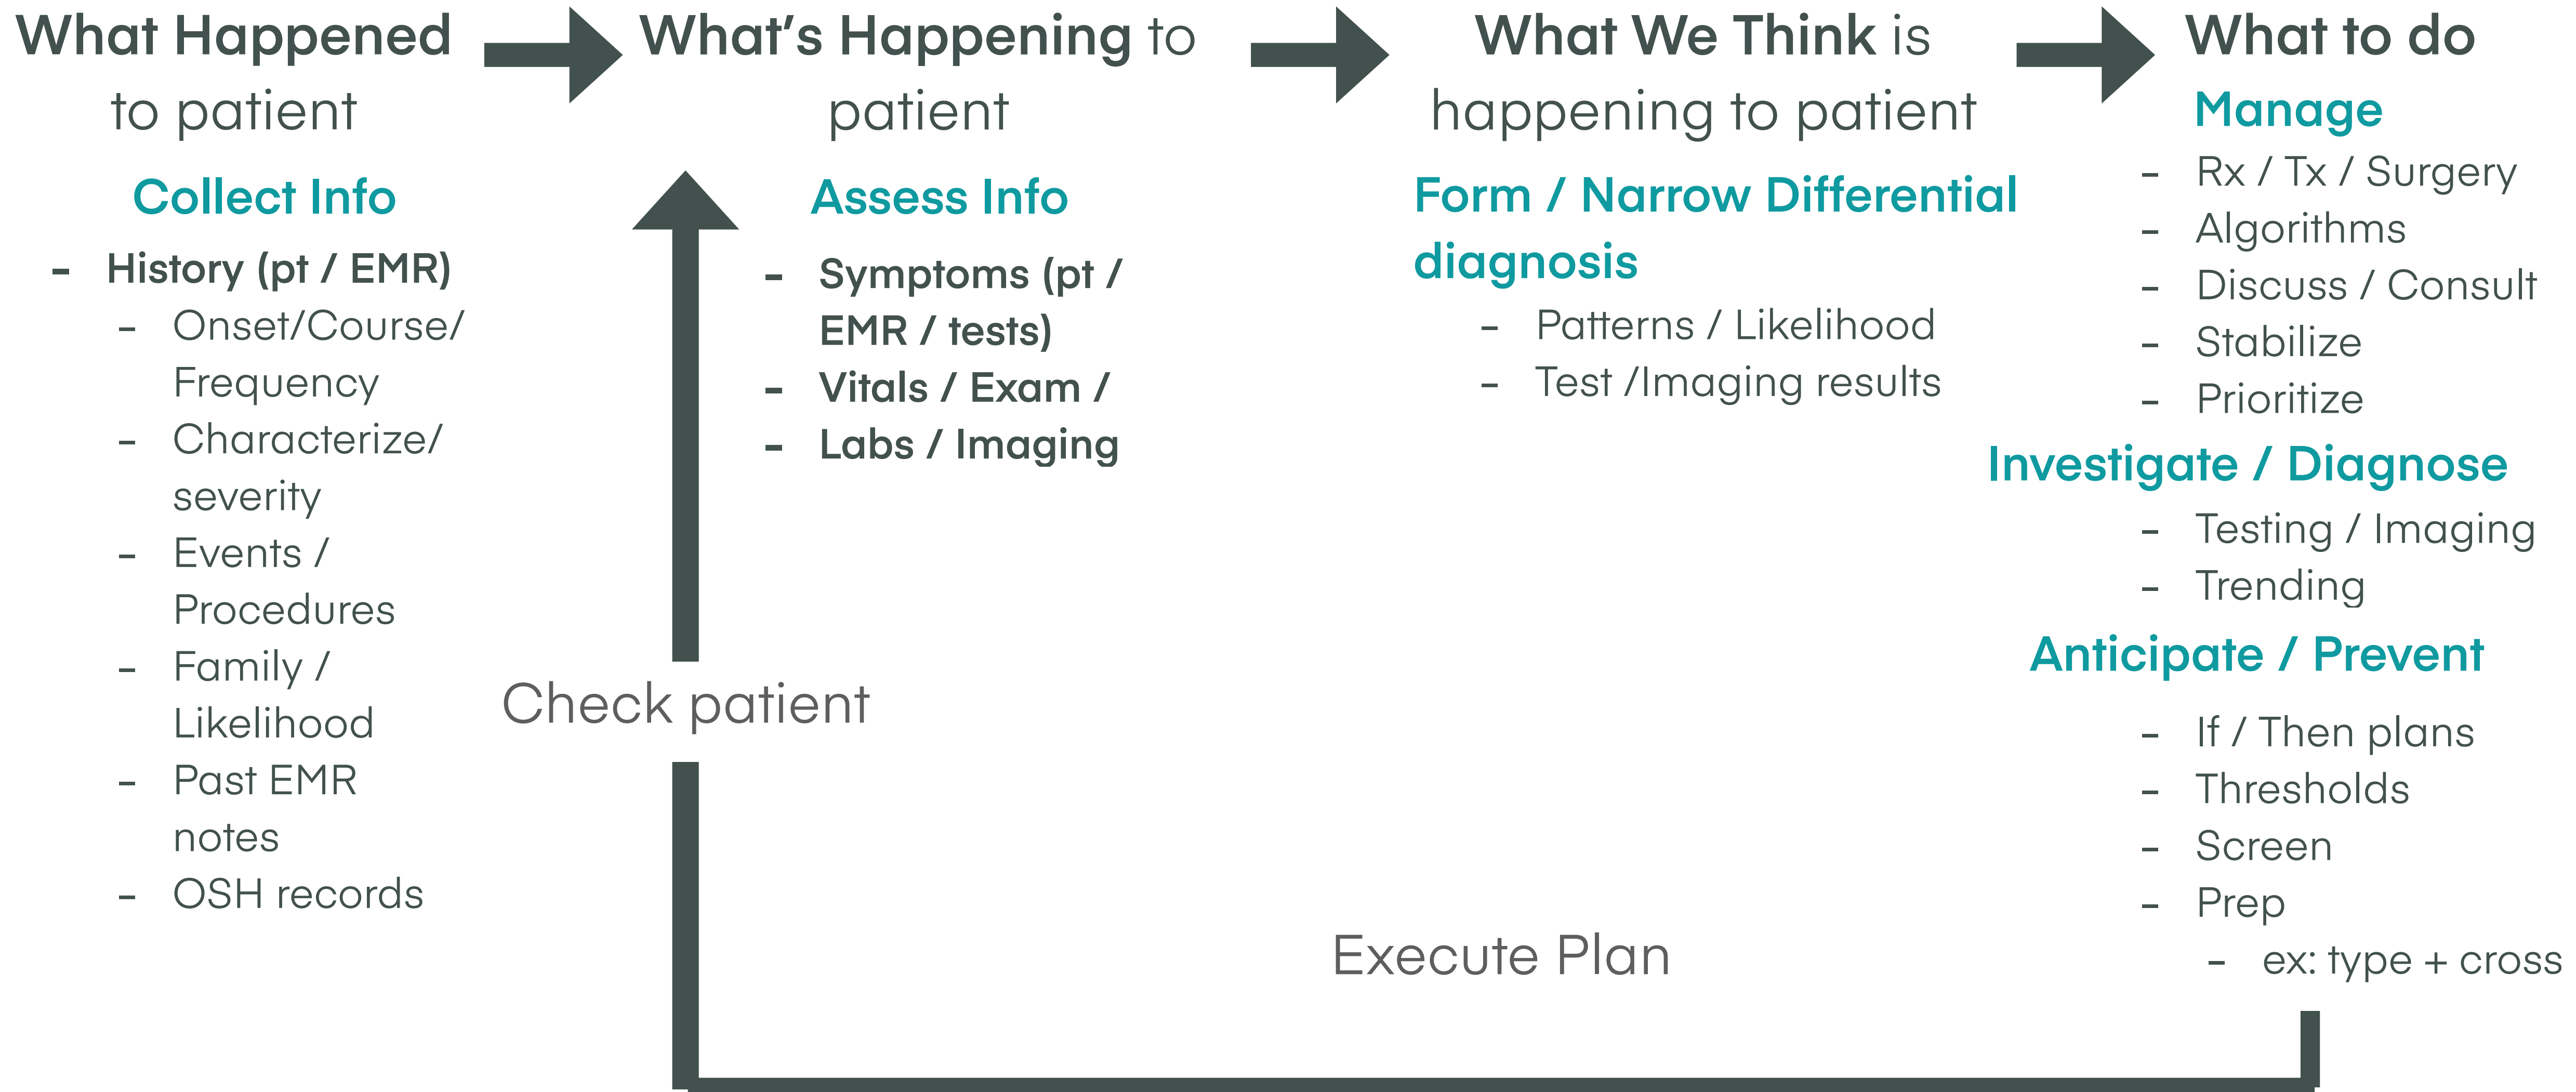 What Happened
to patient
Collect Info
- History (pt / EMR)
- Onset/Course/
Frequency
- Characterize/
severity
- Events /
Procedures
- Family /
Likelihood
- Past EMR
notes
- OSH records
What's Happening to
patient
Assess Info
- Symptoms (pt /
EMR / tests)
- Vitals / Exam /
- Labs / Imaging
What We Think is
happening to patient
Form / Narrow Differential
diagnosis
- Patterns / Likelihood
- Test /Imaging results
What to do
Manage
- Rx / Tx / Surgery
- Algorithms
- Discuss / Consult
- Stabilize
- Prioritize
Investigate / Diagnose
- Testing / Imaging
- Trending
Anticipate / Prevent
- If / Then plans
- Thresholds
- Screen
- Prep
- ex: type + cross
Execute Plan
Check patient